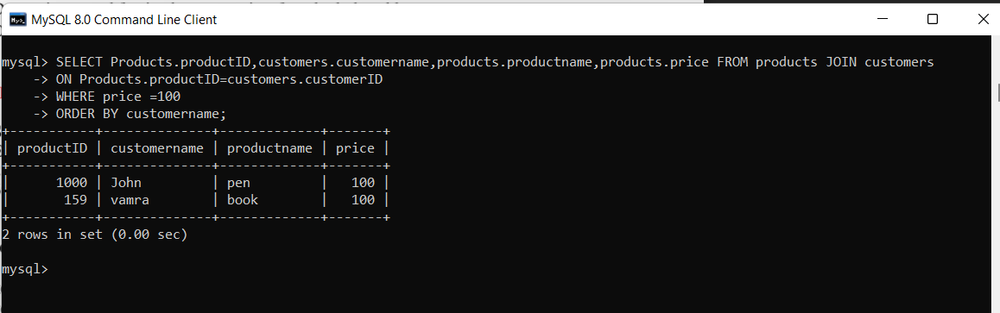 MySQL 8.0 Command Line Client
mysql> SELECT Products.productID,customers.customername,products.productname,products.price FROM products JOIN customers
    -> ON Products.productID=customers.customerID
    -> WHERE price =100
    -> ORDER BY customername;
+-----------+--------------+-------------+-------+
| productID | customername | productname | price |
+-----------+--------------+-------------+-------+
|      1000 | John         | pen         |   100 |
|       159 | vamra        | book        |   100 |
+-----------+--------------+-------------+-------+
2 rows in set (0.00 sec)
mysql>